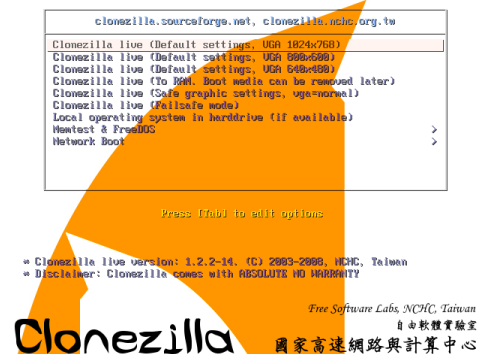 clonezilla.sourceforge.net, clonezilla.nchc.org.tw
Clonezilla live (Default settings, VGA 1024x768)
Clonezilla live (Default settings, VGA 800x600)
Clonezilla live (Default settings, VGA 640x480)
Clonezilla live (To RAM. Boot media can be removed later)
Clonezilla live (Safe graphic settings, vga=normal)
Clonezilla live (Failsafe mode)
Local operating system in harddrive (if available)
Memtest & FreeDOS >
Network Boot >
Press [Tab] to edit options
* Clonezilla live version: 1.2.2-14. (C) 2003-2008, NCHC, Taiwan
* Disclaimer: Clonezilla comes with ABSOLUTE NO WARRANTY
Free Software Labs, NCHC, Taiwan
自由軟體實驗室
Clonezilla
國家高速網路與計算中心